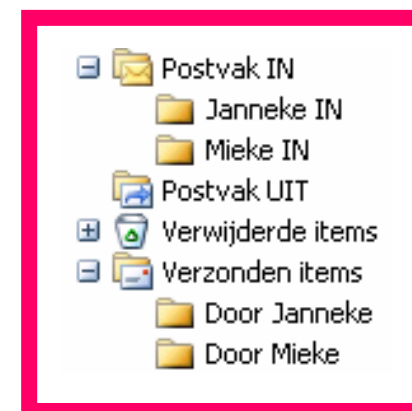 Postvak IN
Janneke IN
Mieke IN
Postvak UIT
Verwijderde items
Verzonden items
Door Janneke
Door Mieke